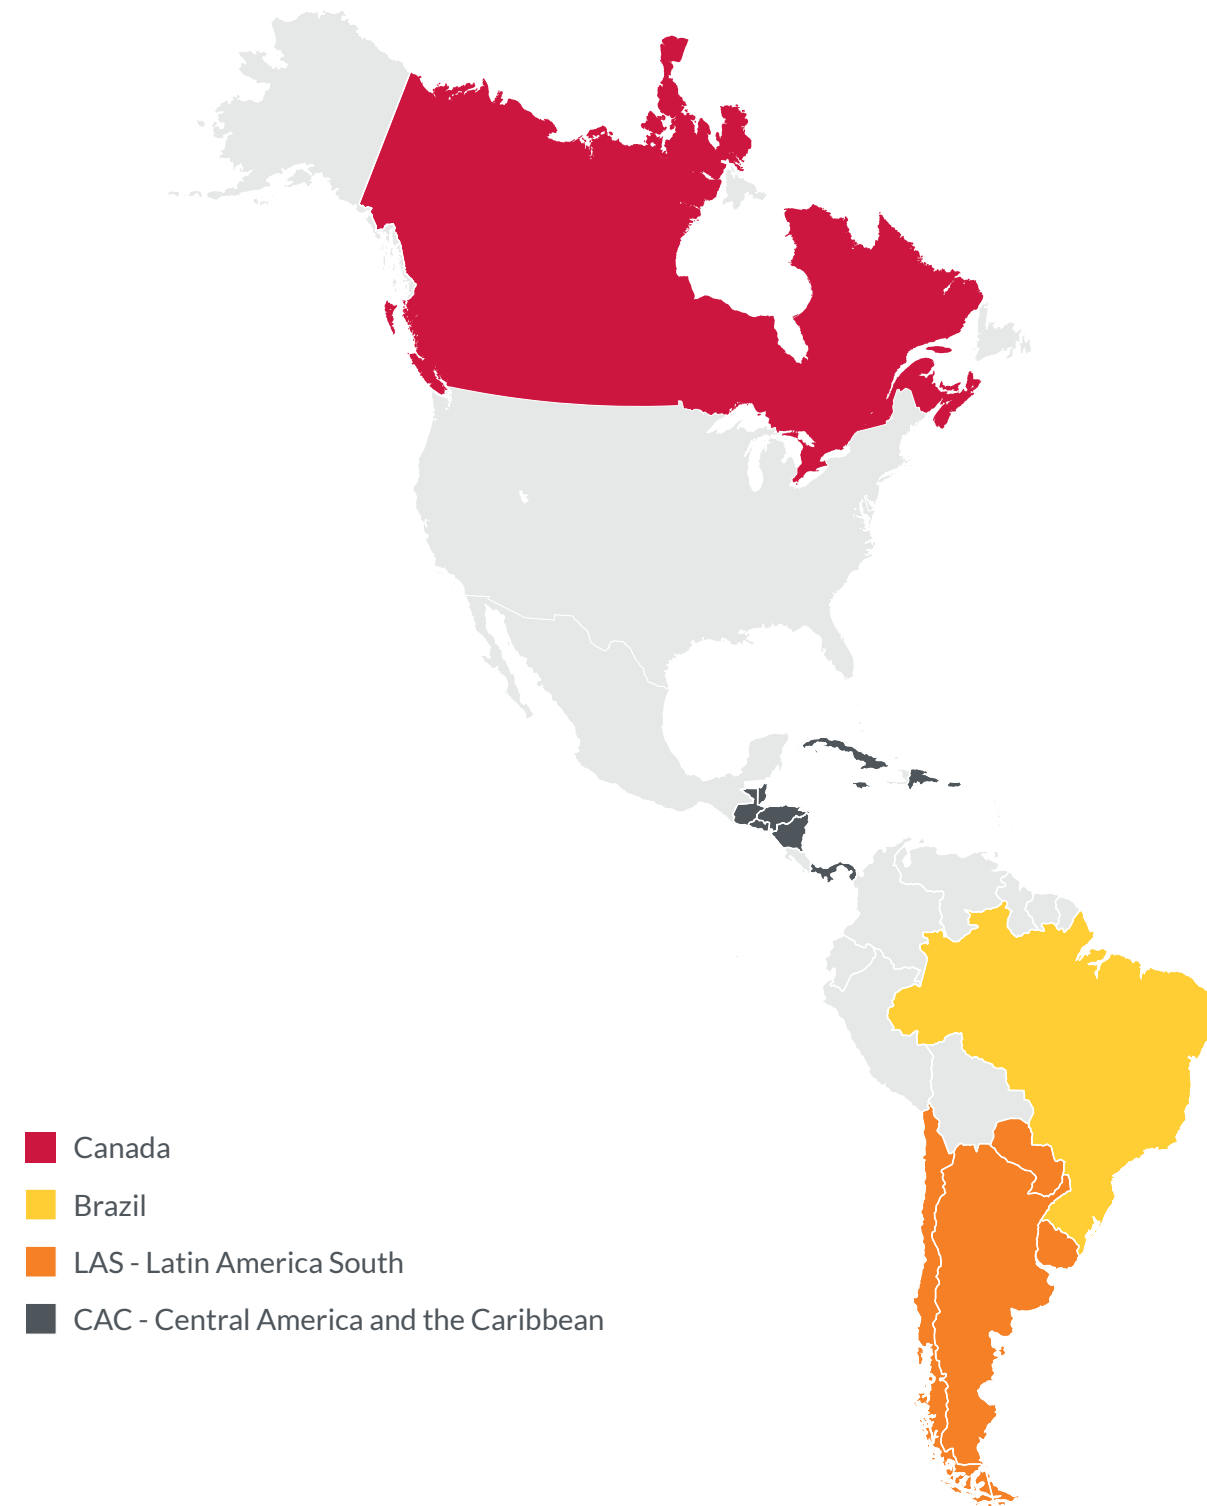 Canada
Brazil
LAS - Latin America South
CAC - Central America and the Caribbean